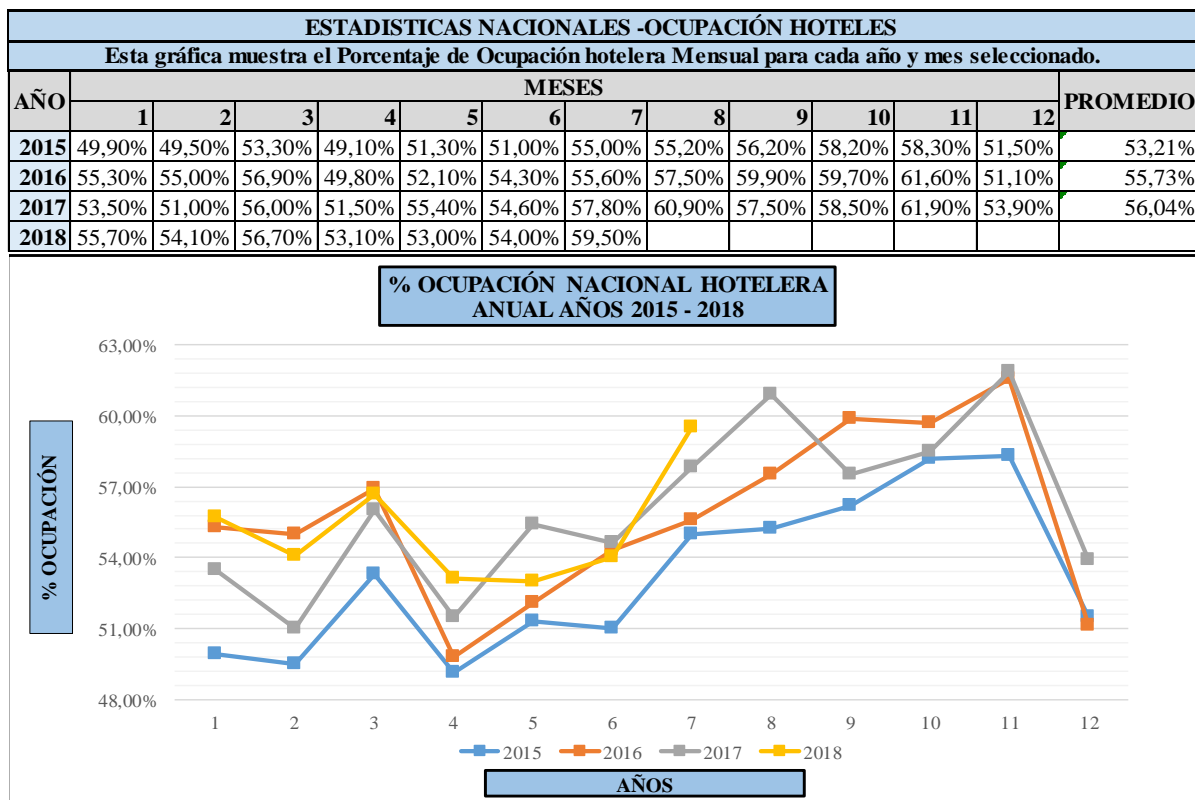 ESTADISTICAS NACIONALES -OCUPACIÓN HOTELES
Esta gráfica muestra el Porcentaje de Ocupación hotelera Mensual para cada año y mes seleccionado.
AÑO MESES PROMEDIO
1 2 3 4 5 6 7 8 9 10 11 12
2015 49,90% 49,50% 53,30% 49,10% 51,30% 51,00% 55,00% 55,20% 56,20% 58,20% 58,30% 51,50% 53,21%
2016 55,30% 55,00% 56,90% 49,80% 52,10% 54,30% 55,60% 57,50% 59,90% 59,70% 61,60% 51,10% 55,73%
2017 53,50% 51,00% 56,00% 51,50% 55,40% 54,60% 57,80% 60,90% 57,50% 58,50% 61,90% 53,90% 56,04%
2018 55,70% 54,10% 56,70% 53,10% 53,00% 54,00% 59,50%
% OCUPACIÓN NACIONAL HOTELERA
ANUAL AÑOS 2015 - 2018
% OCUPACIÓN
63,00%
60,00%
57,00%
54,00%
51,00%
48,00%
1 2 3 4 5 6 7 8 9 10 11 12
2015 2016 2017 2018
AÑOS